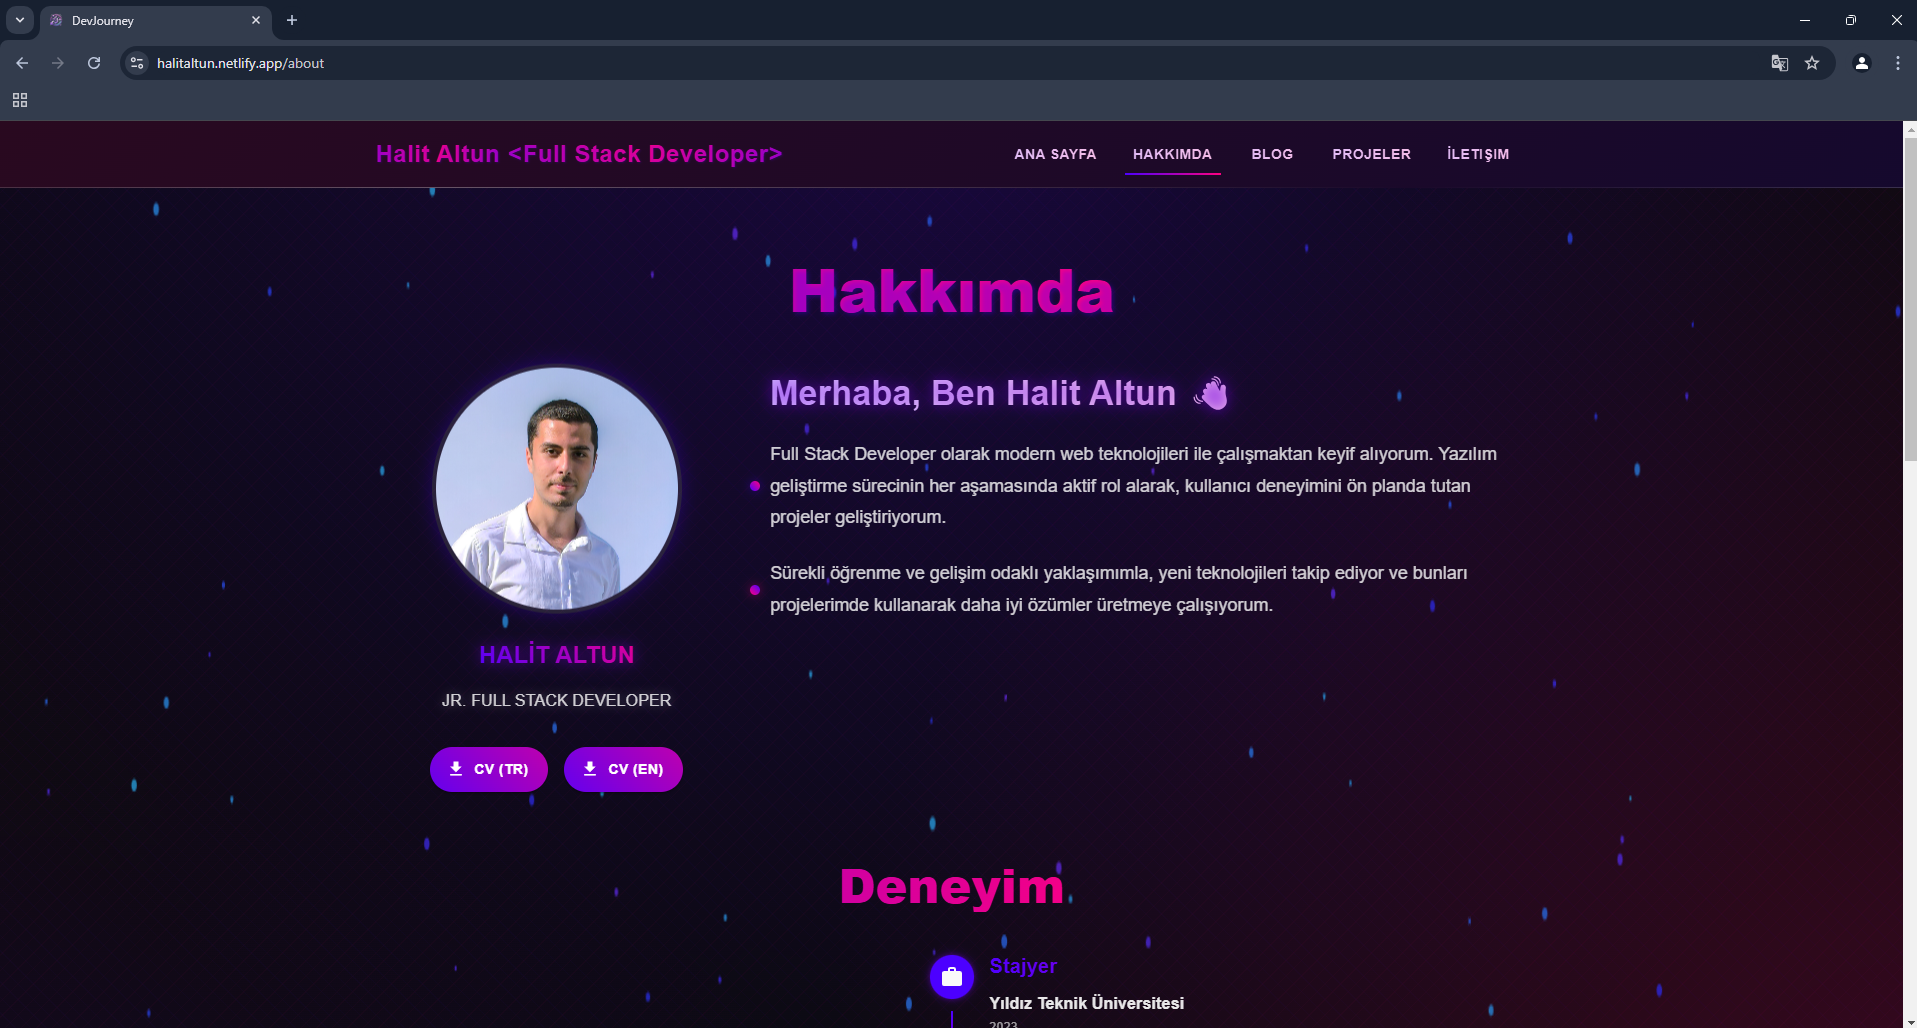 DevJourney
halitaltun.netlify.app/about
Halit Altun <Full Stack Developer>
ANA SAYFA
HAKKIMDA
BLOG
PROJELER
İLETIŞIM
Hakkımda
Merhaba, Ben Halit Altun 👋
Full Stack Developer olarak modern web teknolojileri ile çalışmaktan keyif alıyorum. Yazılım
geliştirme sürecinin her aşamasında aktif rol alarak, kullanıcı deneyimini ön planda tutan
projeler geliştiriyorum.
Sürekli öğrenme ve gelişim odaklı yaklaşımımla, yeni teknolojileri takip ediyor ve bunları
projelerimde kullanarak daha iyi özümler üretmeye çalışıyorum.
HALİT ALTUN
JR. FULL STACK DEVELOPER
CV (TR)
CV (EN)
Deneyim
Stajyer
Yıldız Teknik Üniversitesi
2023